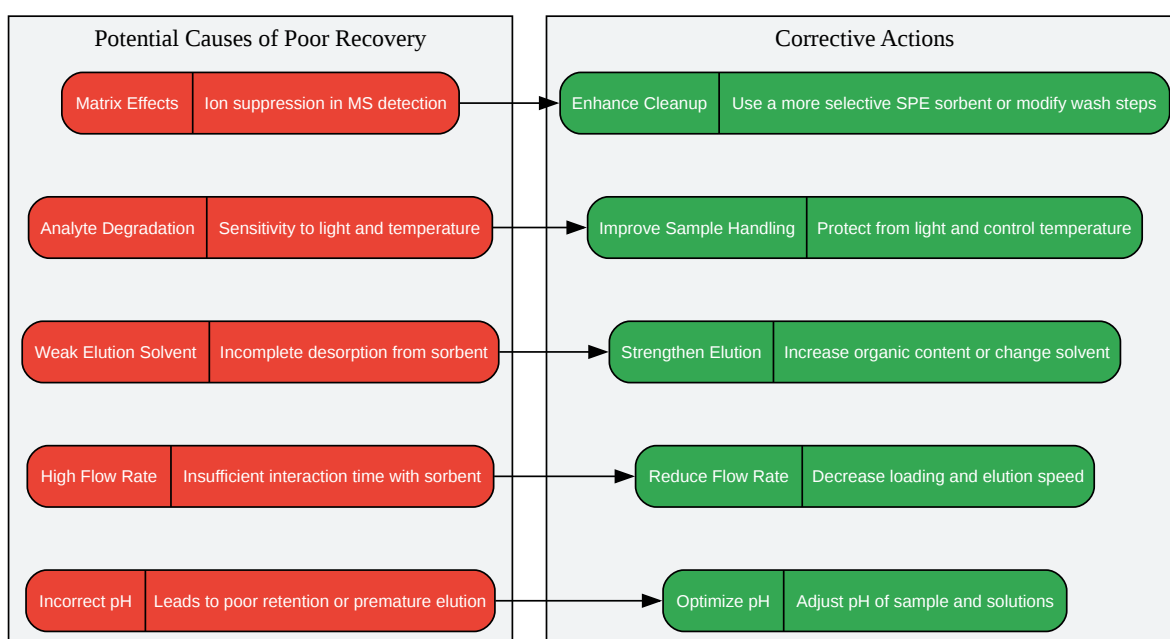 Potential Causes of Poor Recovery
Corrective Actions
Matrix Effects Ion suppression in MS detection
Enhance Cleanup Use a more selective SPE sorbent or modify wash steps
Analyte Degradation Sensitivity to light and temperature
Improve Sample Handling Protect from light and control temperature
Weak Elution Solvent Incomplete desorption from sorbent
Strengthen Elution Increase organic content or change solvent
High Flow Rate Insufficient interaction time with sorbent
Reduce Flow Rate Decrease loading and elution speed
Incorrect pH Leads to poor retention or premature elution
Optimize pH Adjust pH of sample and solutions